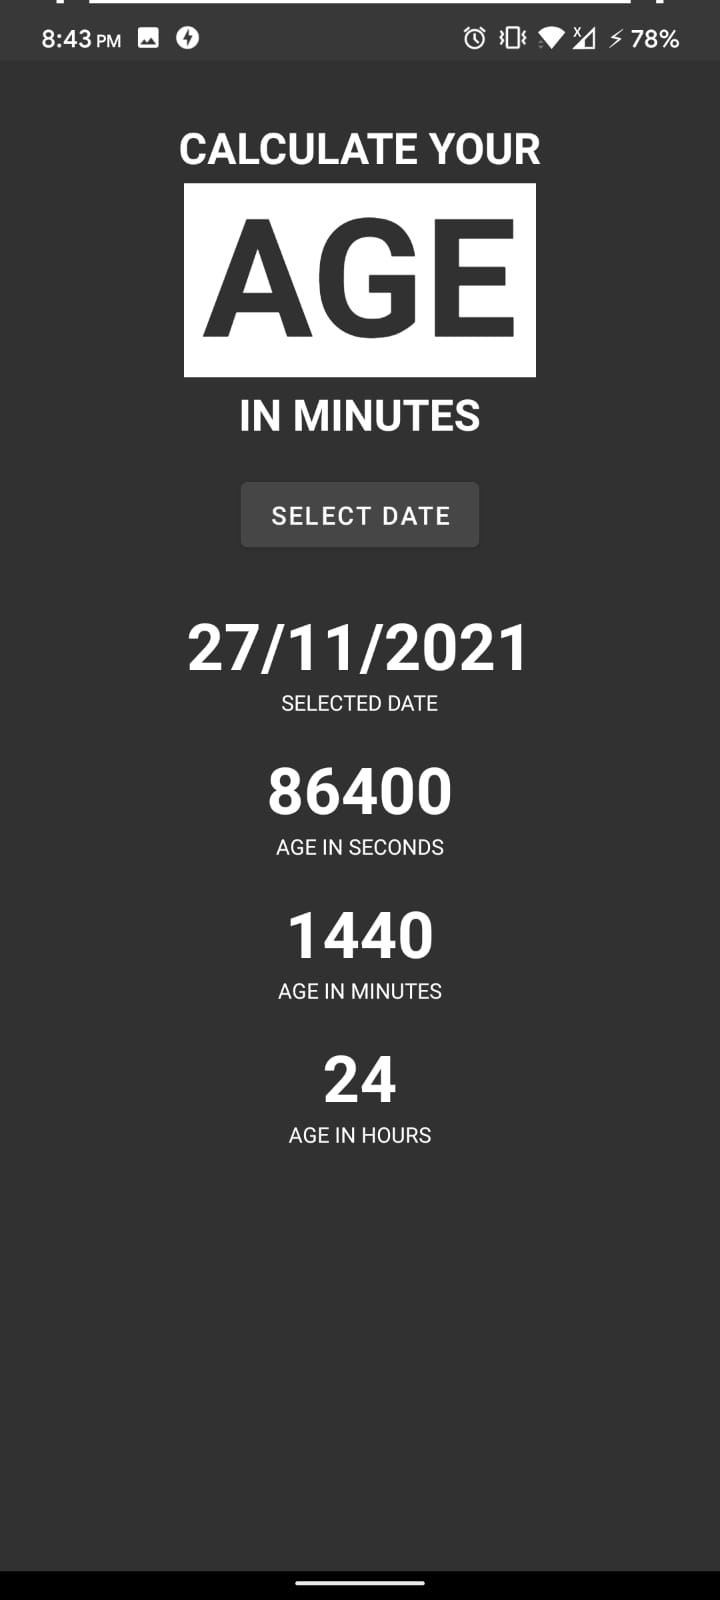 8:43 PM 78%
CALCULATE YOUR
AGE
IN MINUTES
SELECT DATE
27/11/2021
SELECTED DATE
86400
AGE IN SECONDS
1440
AGE IN MINUTES
24
AGE IN HOURS